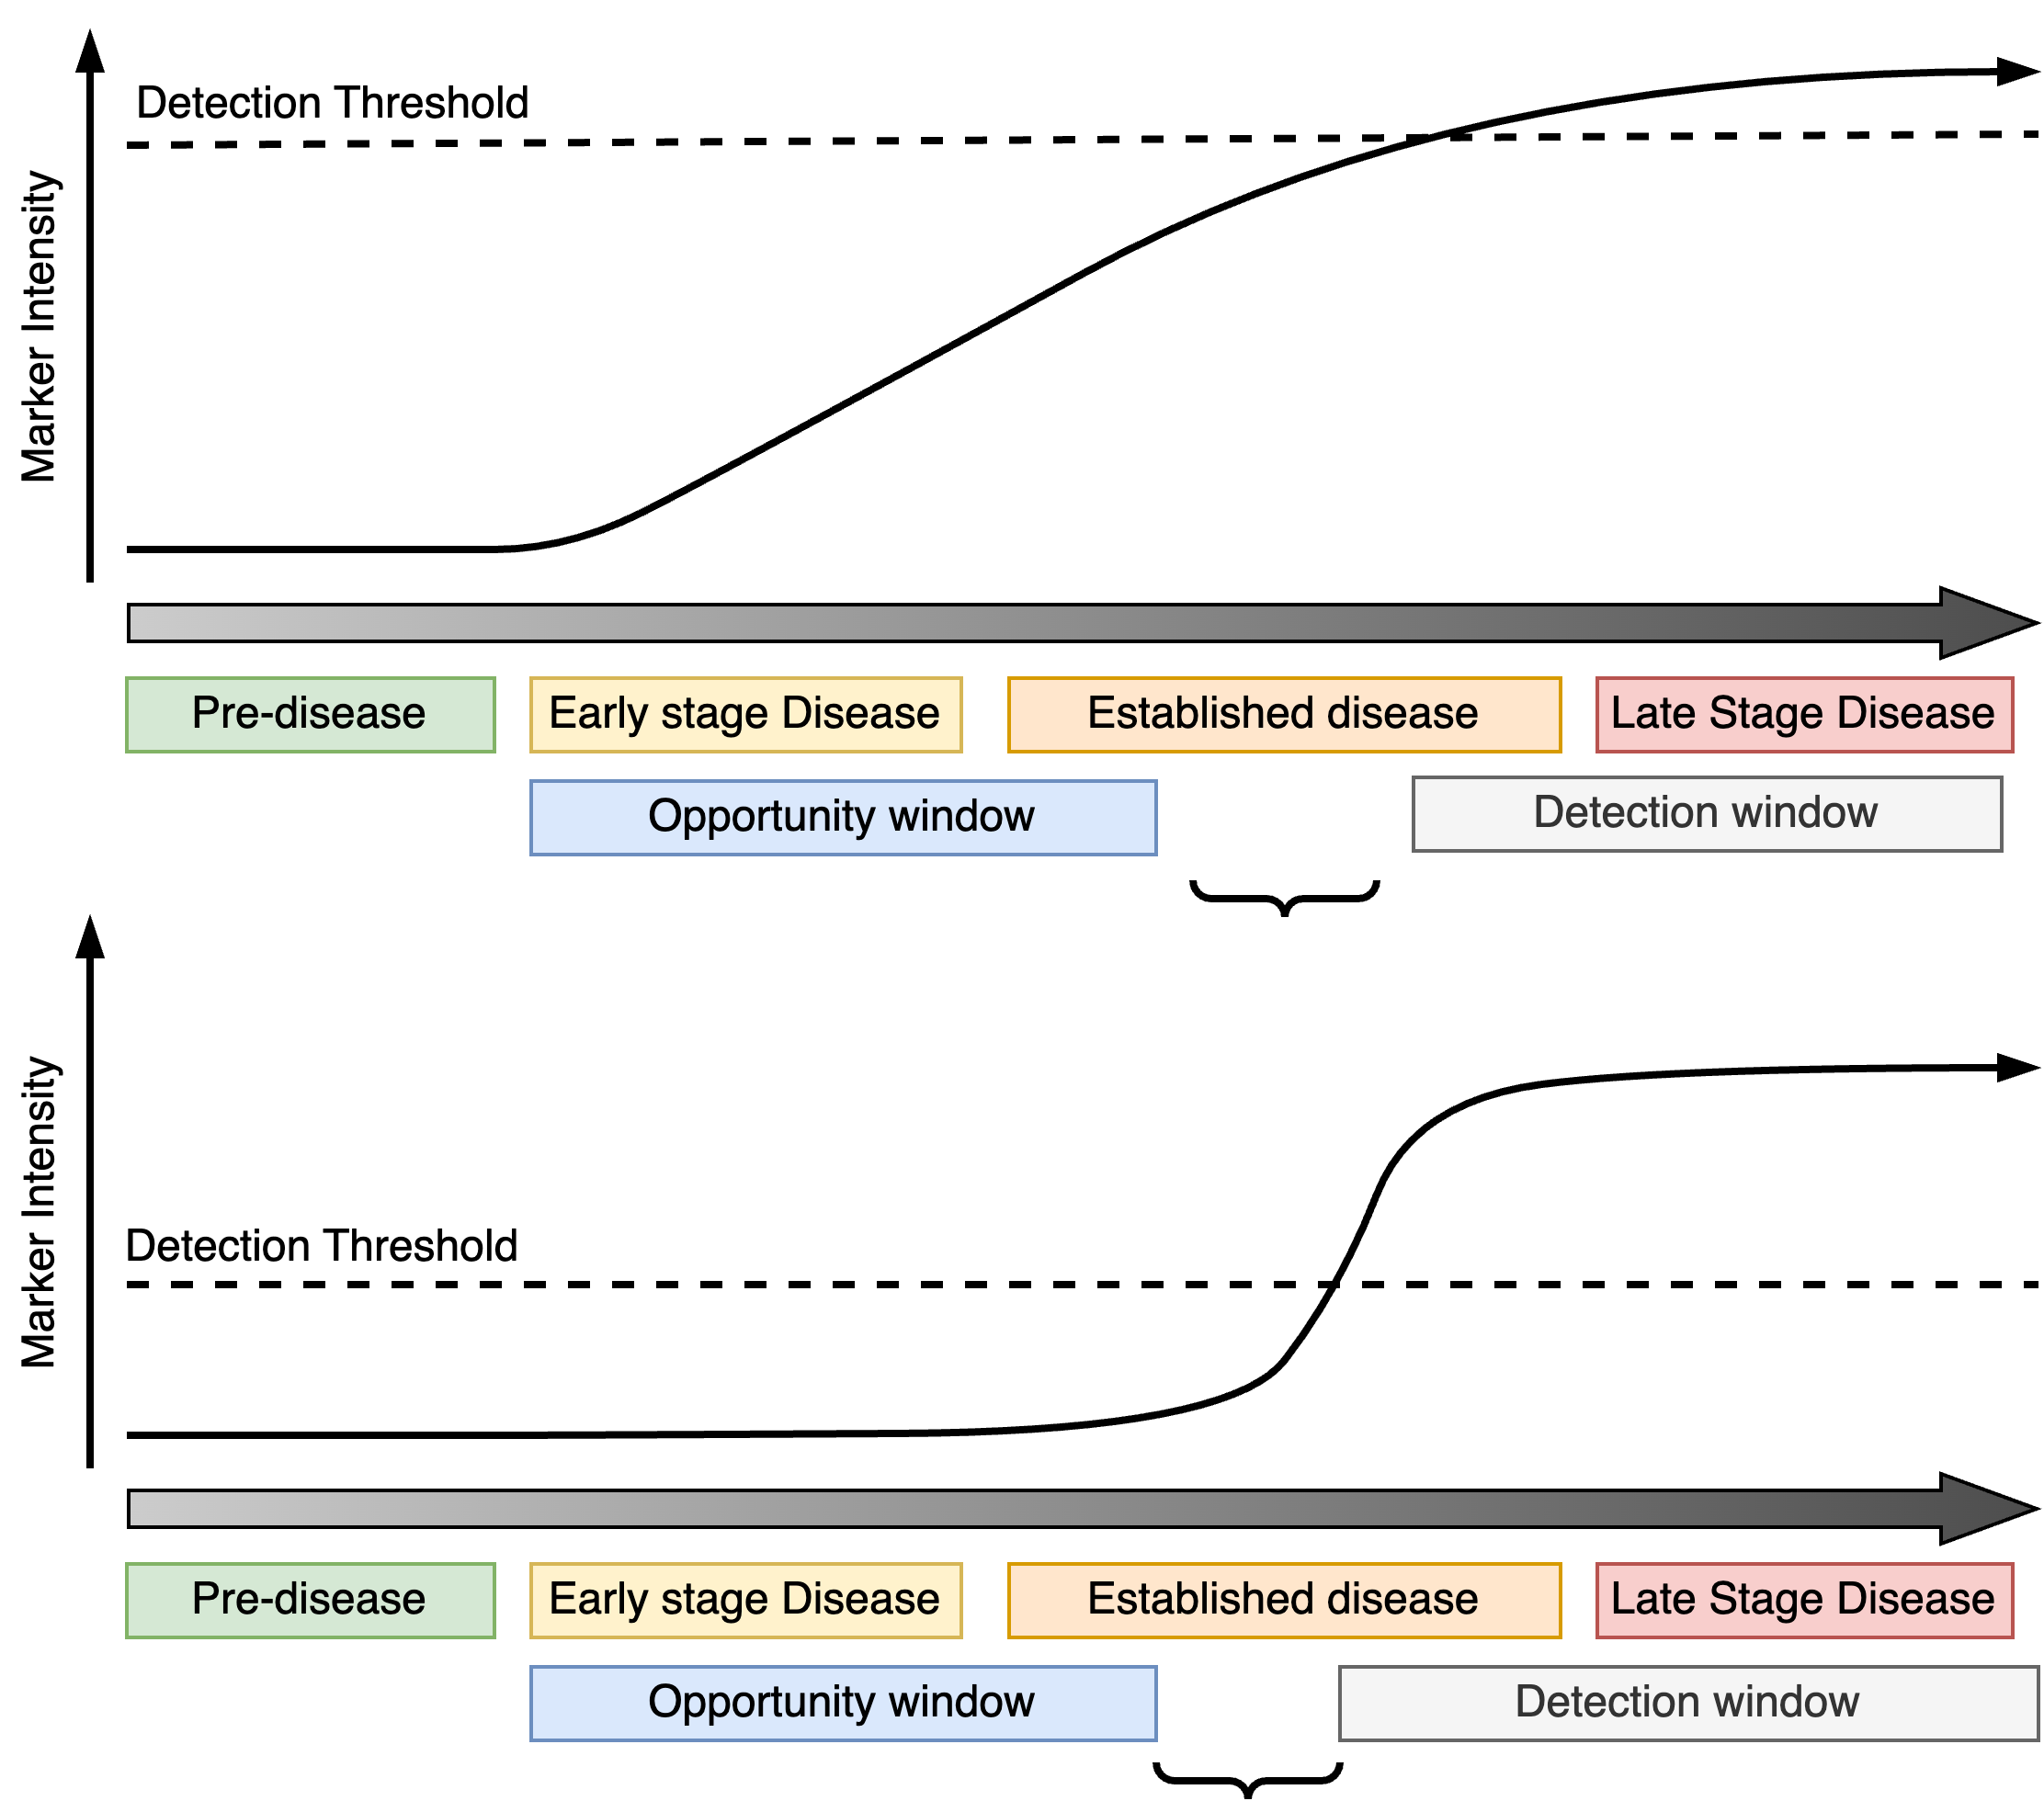 Detection Threshold
Marker Intensity
Pre-disease
Early stage Disease
Established disease
Late Stage Disease
Opportunity window
Detection window
Marker Intensity
Detection Threshold
Pre-disease
Early stage Disease
Established disease
Late Stage Disease
Opportunity window
Detection window